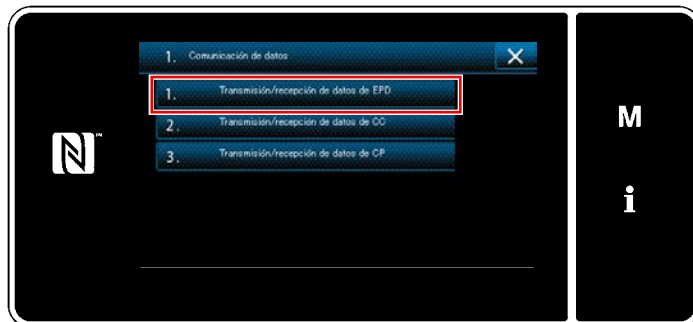 1. Comunicación de datos
1. Transmisión/recepción de datos de EPD
2. Transmisión/recepción de datos de CC
3. Transmisión/recepción de datos de CP
M
i
N